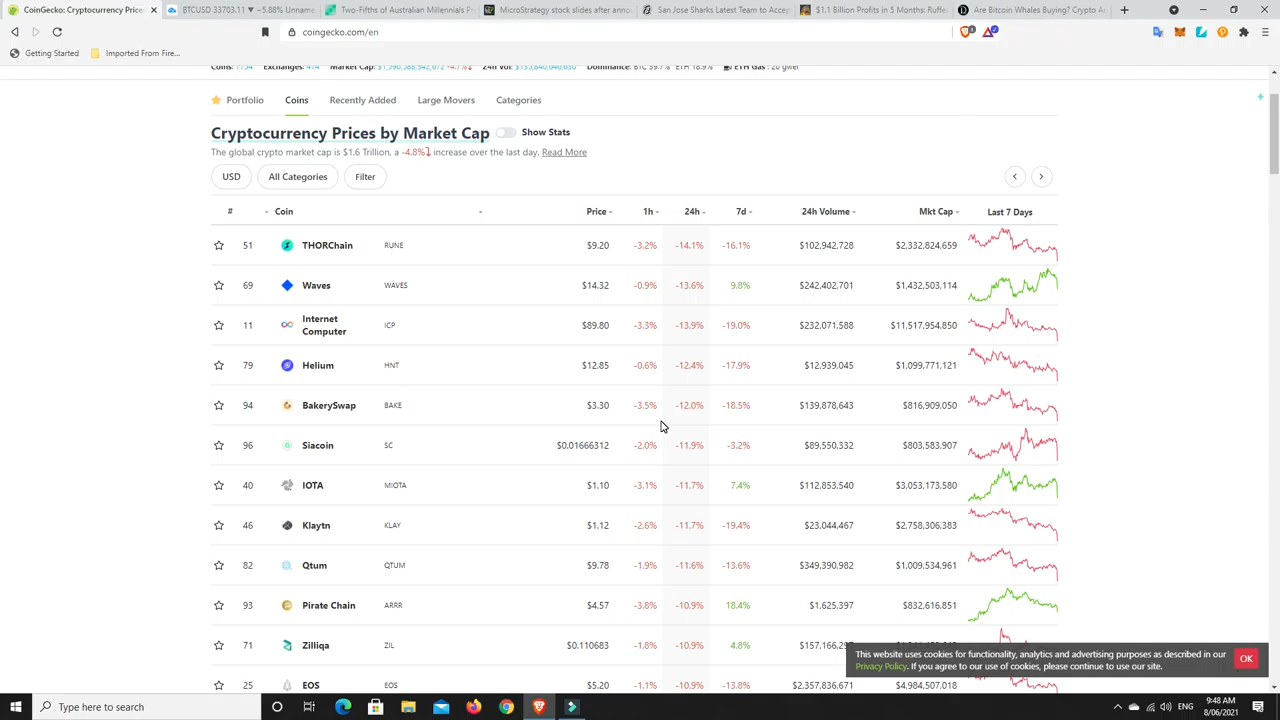 CoinGecko: Cryptocurrency Prices
BTCUSD 33703.11 ▼ −5.88% Unname
Two-Fifths of Australian Millennials P
MicroStrategy stock slides after anno
San Jose Sharks Latest Team to Accep
$1.1 Billion Profits in 5 Months: Ruffe
Are Bitcoin Whales Buying? Crypto A
coingecko.com/en
Getting Started
Imported From Fire...
Portfolio
Coins
Recently Added
Large Movers
Categories
Cryptocurrency Prices by Market Cap
Show Stats
The global crypto market cap is $1.6 Trillion, a -4.8% increase over the last day. Read More
USD
All Categories
Filter
# Coin Price 1h 24h 7d 24h Volume Mkt Cap Last 7 Days
51 THORChain RUNE $9.20 -3.2% -14.1% -16.1% $102,942,728 $2,332,824,659
69 Waves WAVES $14.32 -0.9% -13.6% 9.8% $242,402,701 $1,432,503,114
11 Internet Computer ICP $89.80 -3.3% -13.9% -19.0% $232,071,588 $11,517,954,850
79 Helium HNT $12.85 -0.6% -12.4% -17.9% $12,939,045 $1,099,771,121
94 BakerySwap BAKE $3.30 -3.5% -12.0% -18.5% $139,878,643 $816,909,050
96 Siacoin SC $0.01666312 -2.0% -11.9% -3.2% $89,550,332 $803,583,907
40 IOTA MIOTA $1.10 -3.1% -11.7% 7.4% $112,853,540 $3,053,173,580
46 Klaytn KLAY $1.12 -2.6% -11.7% -19.4% $23,044,467 $2,758,306,383
82 Qtum QTUM $9.78 -1.9% -11.6% -13.6% $349,390,982 $1,009,534,961
93 Pirate Chain ARRR $4.57 -3.8% -10.9% 18.4% $1,625,397 $832,616,851
71 Zilliqa ZIL $0.110683 -1.8% -10.9% 4.8%
25 EOS EOS $5.20 -1.1% -10.9% -13.8% $2,357,836,671 $4,984,507,018
This website uses cookies for functionality, analytics and advertising purposes as described in our
Privacy Policy. If you agree to our use of cookies, please continue to use our site.
OK
Type here to search
ENG
9:48 AM
8/06/2021